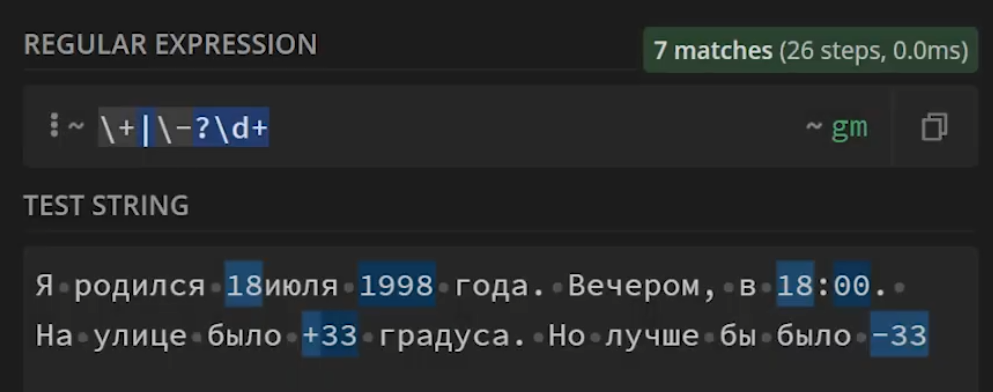 REGULAR EXPRESSION
7 matches (26 steps, 0.0ms)
~ \+|\-?\d+ ~ gm
TEST STRING
Я·родился·18июля·1998·года.·Вечером,·в·18:00.·
На·улице·было·+33·градуса.·Но·лучше·бы·было·-33